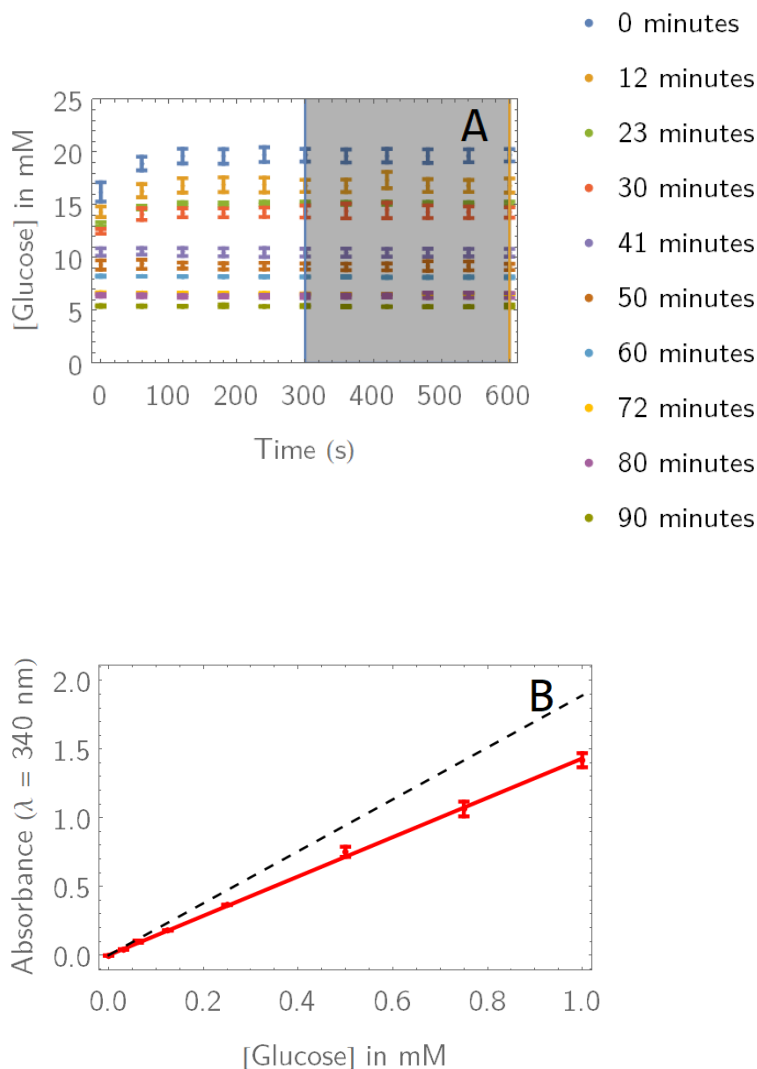 0 minutes
12 minutes
23 minutes
30 minutes
41 minutes
50 minutes
60 minutes
72 minutes
80 minutes
90 minutes
A
[Glucose] in mM
25
20
15
10
5
0
0 100 200 300 400 500 600
Time (s)
B
Absorbance (λ = 340 nm)
2.0
1.5
1.0
0.5
0.0
0.0 0.2 0.4 0.6 0.8 1.0
[Glucose] in mM